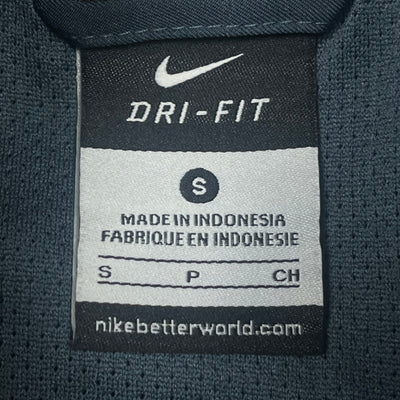 DRI-FIT
S
MADE IN INDONESIA
FABRIQUE EN INDONESIE
S P CH
nikebetterworld.com